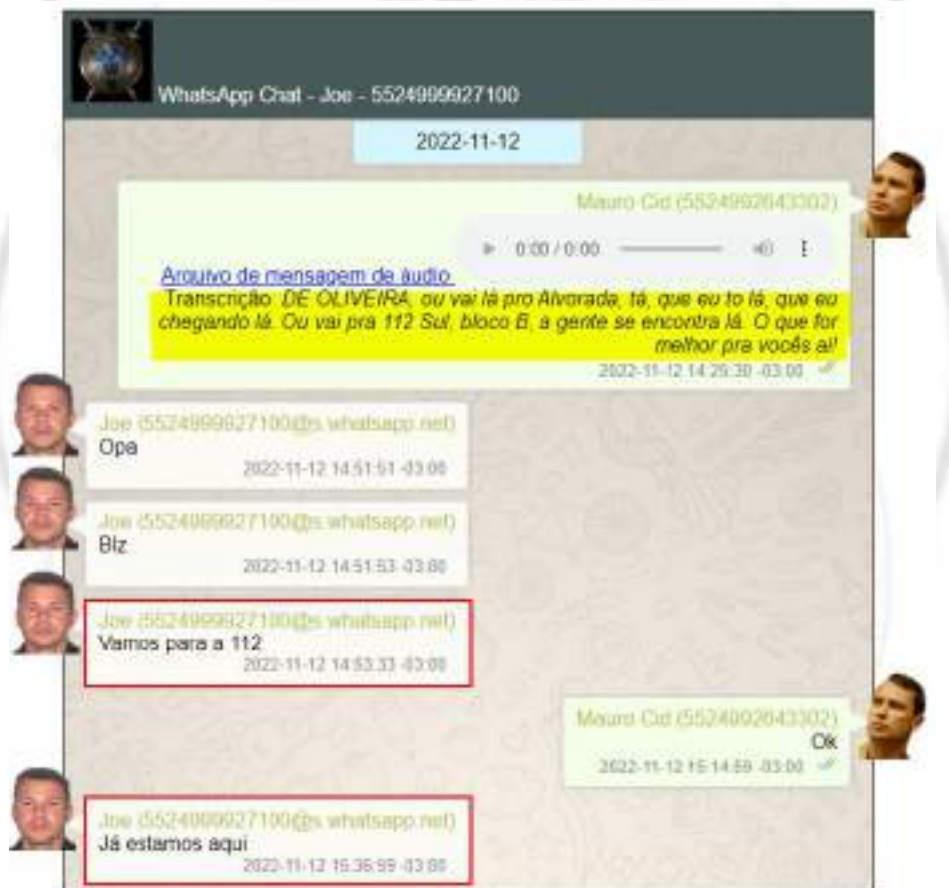 WhatsApp Chat - Joe - 5524999927100
2022-11-12
Mauro Cid (5524992643302)
0:00 / 0:00
Arquivo de mensagem de áudio
Transcrição DE OLIVEIRA, ou vai lá pro Alvorada, tá, que eu to lá, que eu
chegando lá. Ou vai pra 112 Sul, bloco B, a gente se encontra lá. O que for
melhor pra vocês aí!
2022-11-12 14:25:30 -03:00
Joe (5524999927100@s.whatsapp.net)
Opa
2022-11-12 14:51:51 -03:00
Joe (5524999927100@s.whatsapp.net)
Blz
2022-11-12 14:51:53 -03:00
Joe (5524999927100@s.whatsapp.net)
Vamos para a 112
2022-11-12 14:53:33 -03:00
Mauro Cid (5524992643302)
Ok
2022-11-12 15:14:59 -03:00
Joe (5524999927100@s.whatsapp.net)
Já estamos aqui
2022-11-12 15:36:59 -03:00